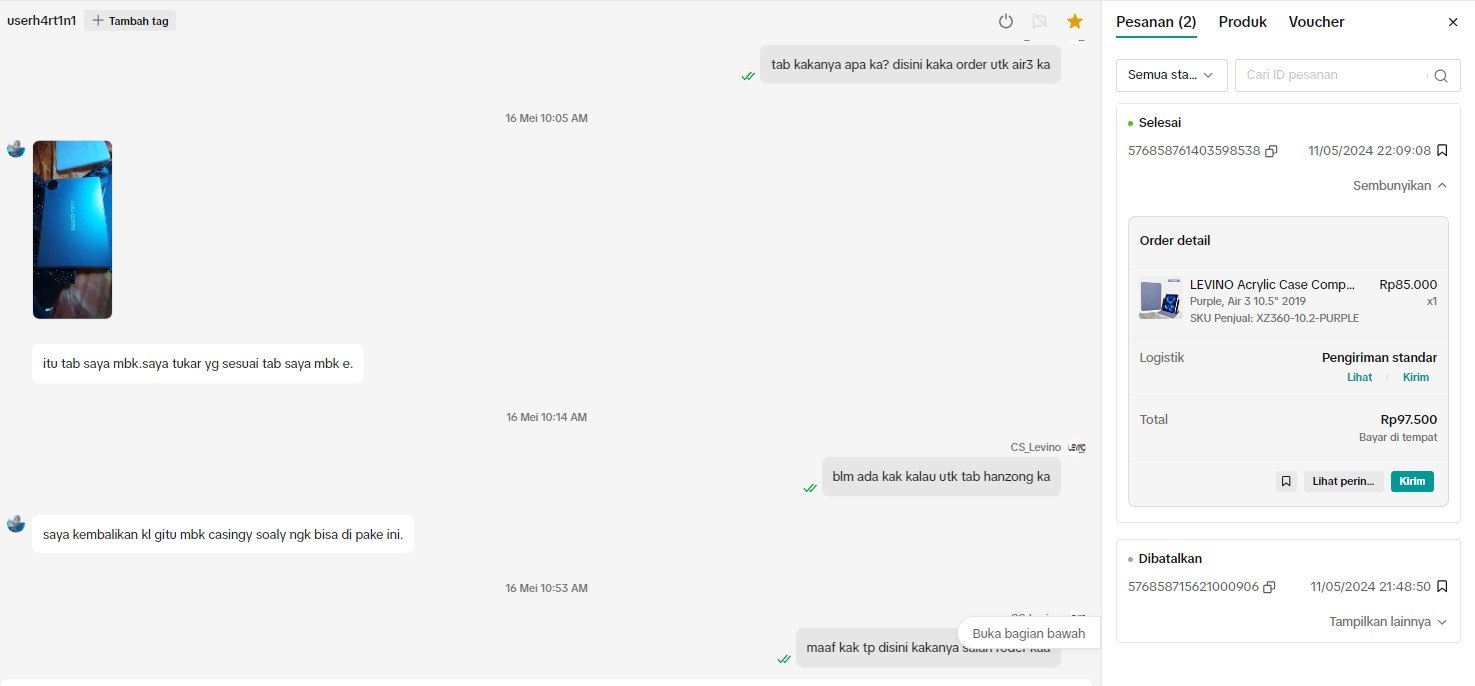 userh4rt1n1
Tambah tag
tab kakanya apa ka? disini kaka order utk air3 ka
16 Mei 10:05 AM
itu tab saya mbk.saya tukar yg sesuai tab saya mbk e.
16 Mei 10:14 AM
CS_Levino
blm ada kak kalau utk tab hanzong ka
saya kembalikan kl gitu mbk casingy soaly ngk bisa di pake ini.
16 Mei 10:53 AM
maaf kak tp disini kakanya
Buka bagian bawah
Pesanan (2) Produk Voucher
Semua sta...
Cari ID pesanan
Selesai
576858761403598538 11/05/2024 22:09:08
Sembunyikan
Order detail
LEVINO Acrylic Case Comp... Rp85.000
Purple, Air 3 10.5" 2019 x1
SKU Penjual: XZ360-10.2-PURPLE
Logistik Pengiriman standar
Lihat Kirim
Total Rp97.500
Bayar di tempat
Lihat perin... Kirim
Dibatalkan
576858715621000906 11/05/2024 21:48:50
Tampilkan lainnya